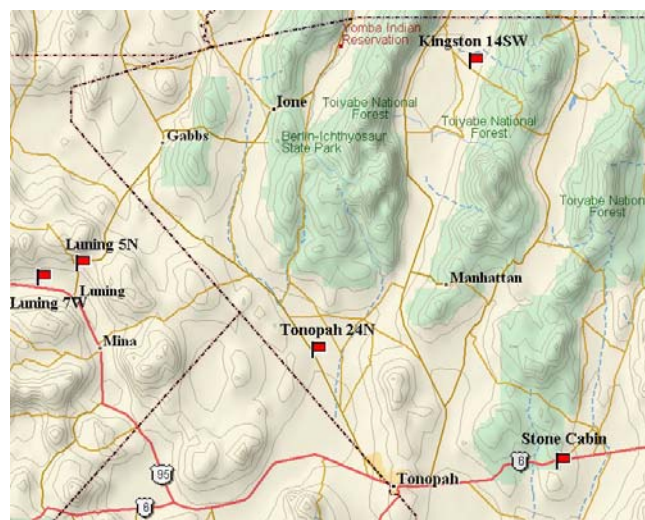 Yomba Indian
Reservation
Kingston 14SW
Ione
Toiyabe National
Forest
Toiyabe National
Forest
Gabbs
Berlin-Ichthyosaur
State Park
Toiyabe Natio
Forest
Luning 5N
Luning 7W
Luning
Manhattan
Tonopah 24N
Mina
Stone Cabin
95
6
6
Tonopah